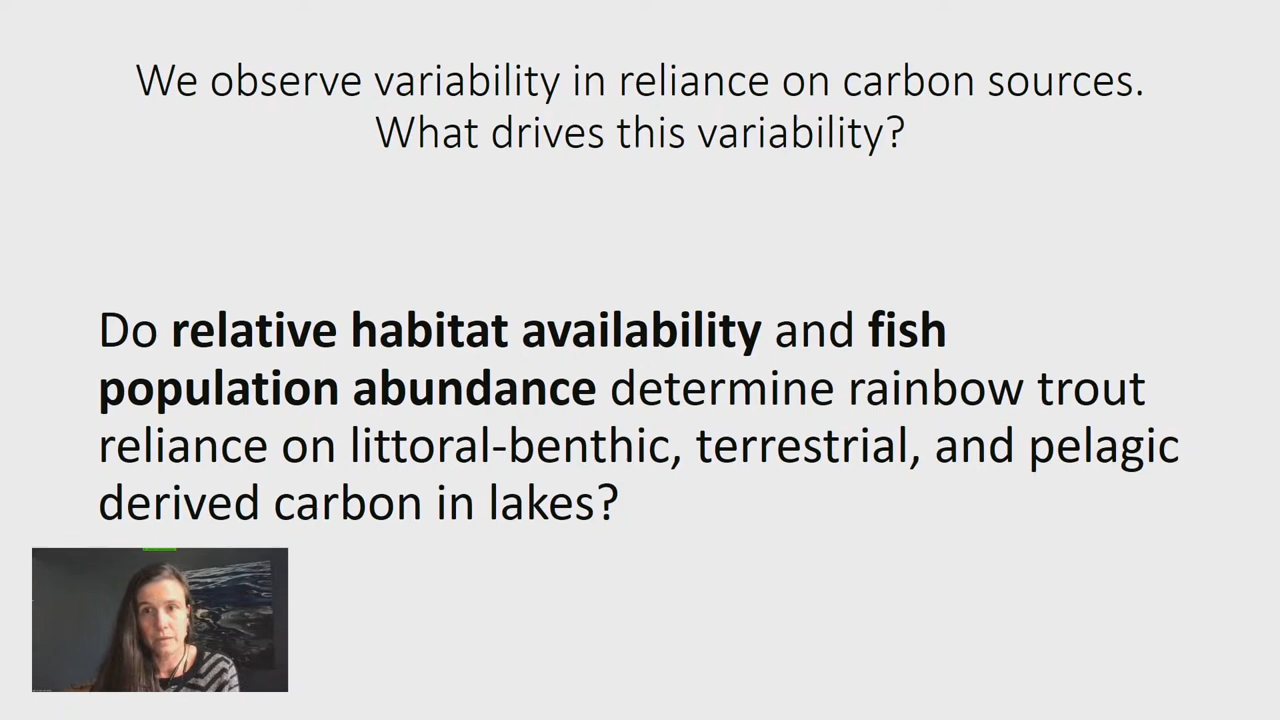 We observe variability in reliance on carbon sources.
What drives this variability?
Do relative habitat availability and fish
population abundance determine rainbow trout
reliance on littoral-benthic, terrestrial, and pelagic
derived carbon in lakes?